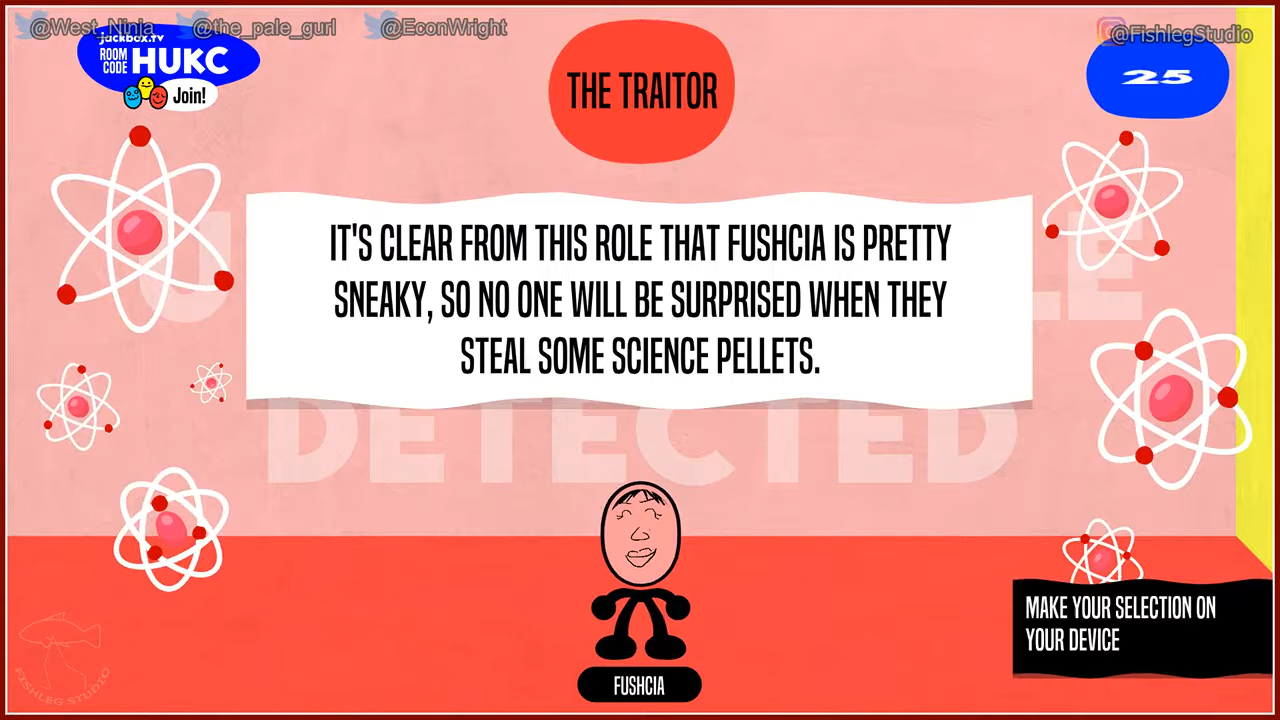 @West_Ninja @the_pale_gurl @EoonWright
@FishlegStudio
jackbox.tv
ROOM CODE HUKC
Join!
THE TRAITOR
25
IT'S CLEAR FROM THIS ROLE THAT FUSHCIA IS PRETTY
SNEAKY, SO NO ONE WILL BE SURPRISED WHEN THEY
STEAL SOME SCIENCE PELLETS.
DETECTED
MAKE YOUR SELECTION ON
YOUR DEVICE
FUSHCIA
FISHLEG STUDIO